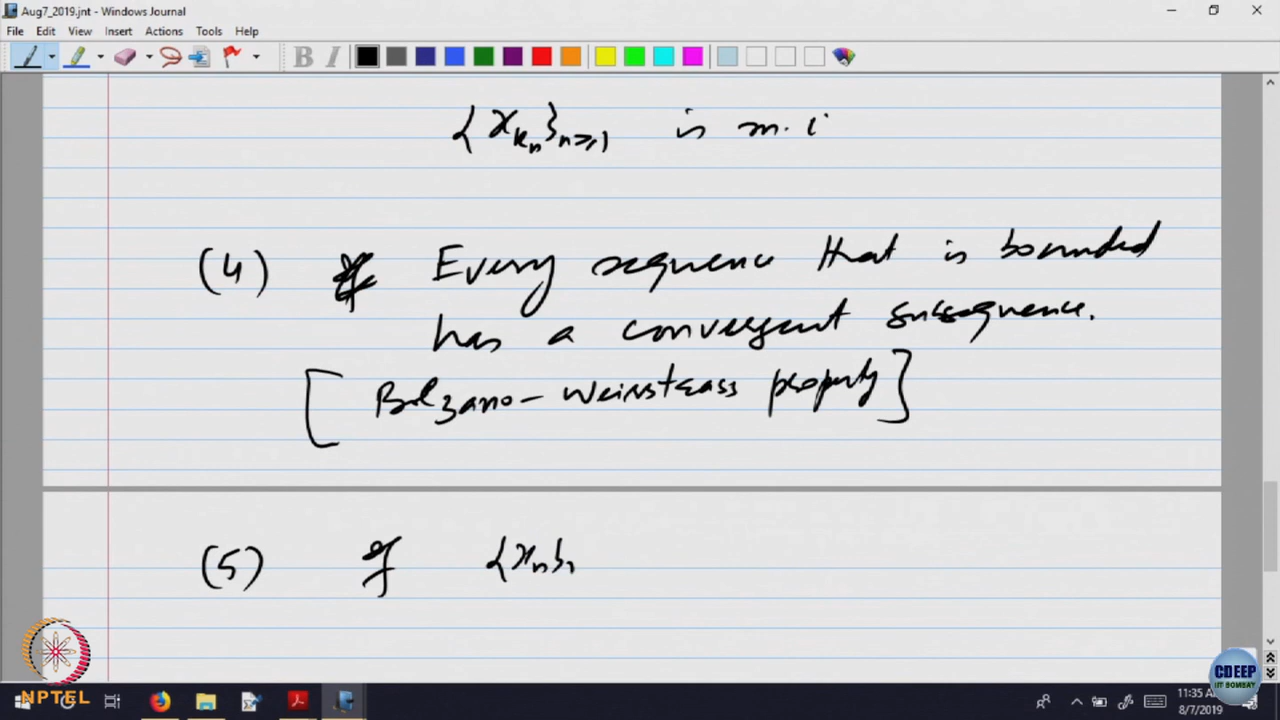 Aug7_2019.jnt - Windows Journal
File Edit View Insert Actions Tools Help
B I
{x_{k_n}}_{n≥1} is m. i
(4) Every sequence that is bounded
has a convergent subsequence.
[ Bolzano - Weirstrass property ]
(5) If {x_n}
NPTEL
CDEEP
IIT BOMBAY
11:35 A
8/7/2019